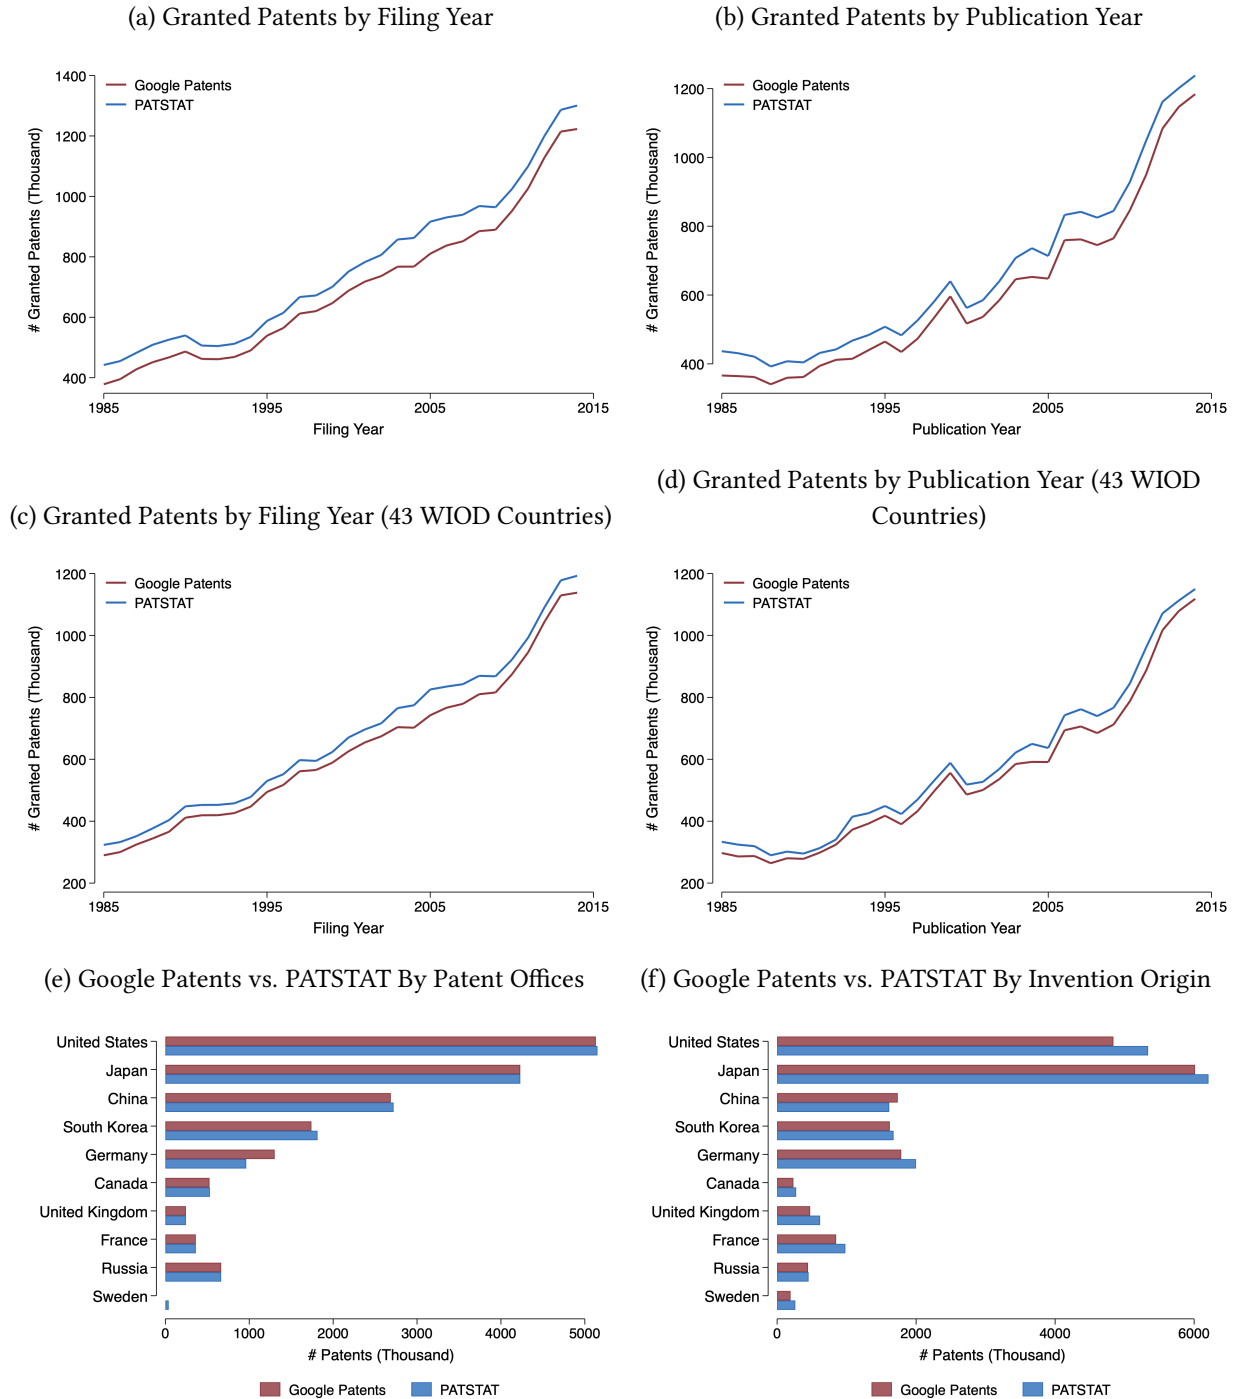 (a) Granted Patents by Filing Year
# Granted Patents (Thousand)
1400
1200
1000
800
600
400
Google Patents
PATSTAT
1985
1995
2005
2015
Filing Year
(b) Granted Patents by Publication Year
# Granted Patents (Thousand)
1200
1000
800
600
400
Google Patents
PATSTAT
1985
1995
2005
2015
Publication Year
(c) Granted Patents by Filing Year (43 WIOD Countries)
# Granted Patents (Thousand)
1200
1000
800
600
400
200
Google Patents
PATSTAT
1985
1995
2005
2015
Filing Year
(d) Granted Patents by Publication Year (43 WIOD
Countries)
# Granted Patents (Thousand)
1200
1000
800
600
400
200
Google Patents
PATSTAT
1985
1995
2005
2015
Publication Year
(e) Google Patents vs. PATSTAT By Patent Offices
United States
Japan
China
South Korea
Germany
Canada
United Kingdom
France
Russia
Sweden
0
1000
2000
3000
4000
5000
# Patents (Thousand)
Google Patents
PATSTAT
(f) Google Patents vs. PATSTAT By Invention Origin
United States
Japan
China
South Korea
Germany
Canada
United Kingdom
France
Russia
Sweden
0
2000
4000
6000
# Patents (Thousand)
Google Patents
PATSTAT